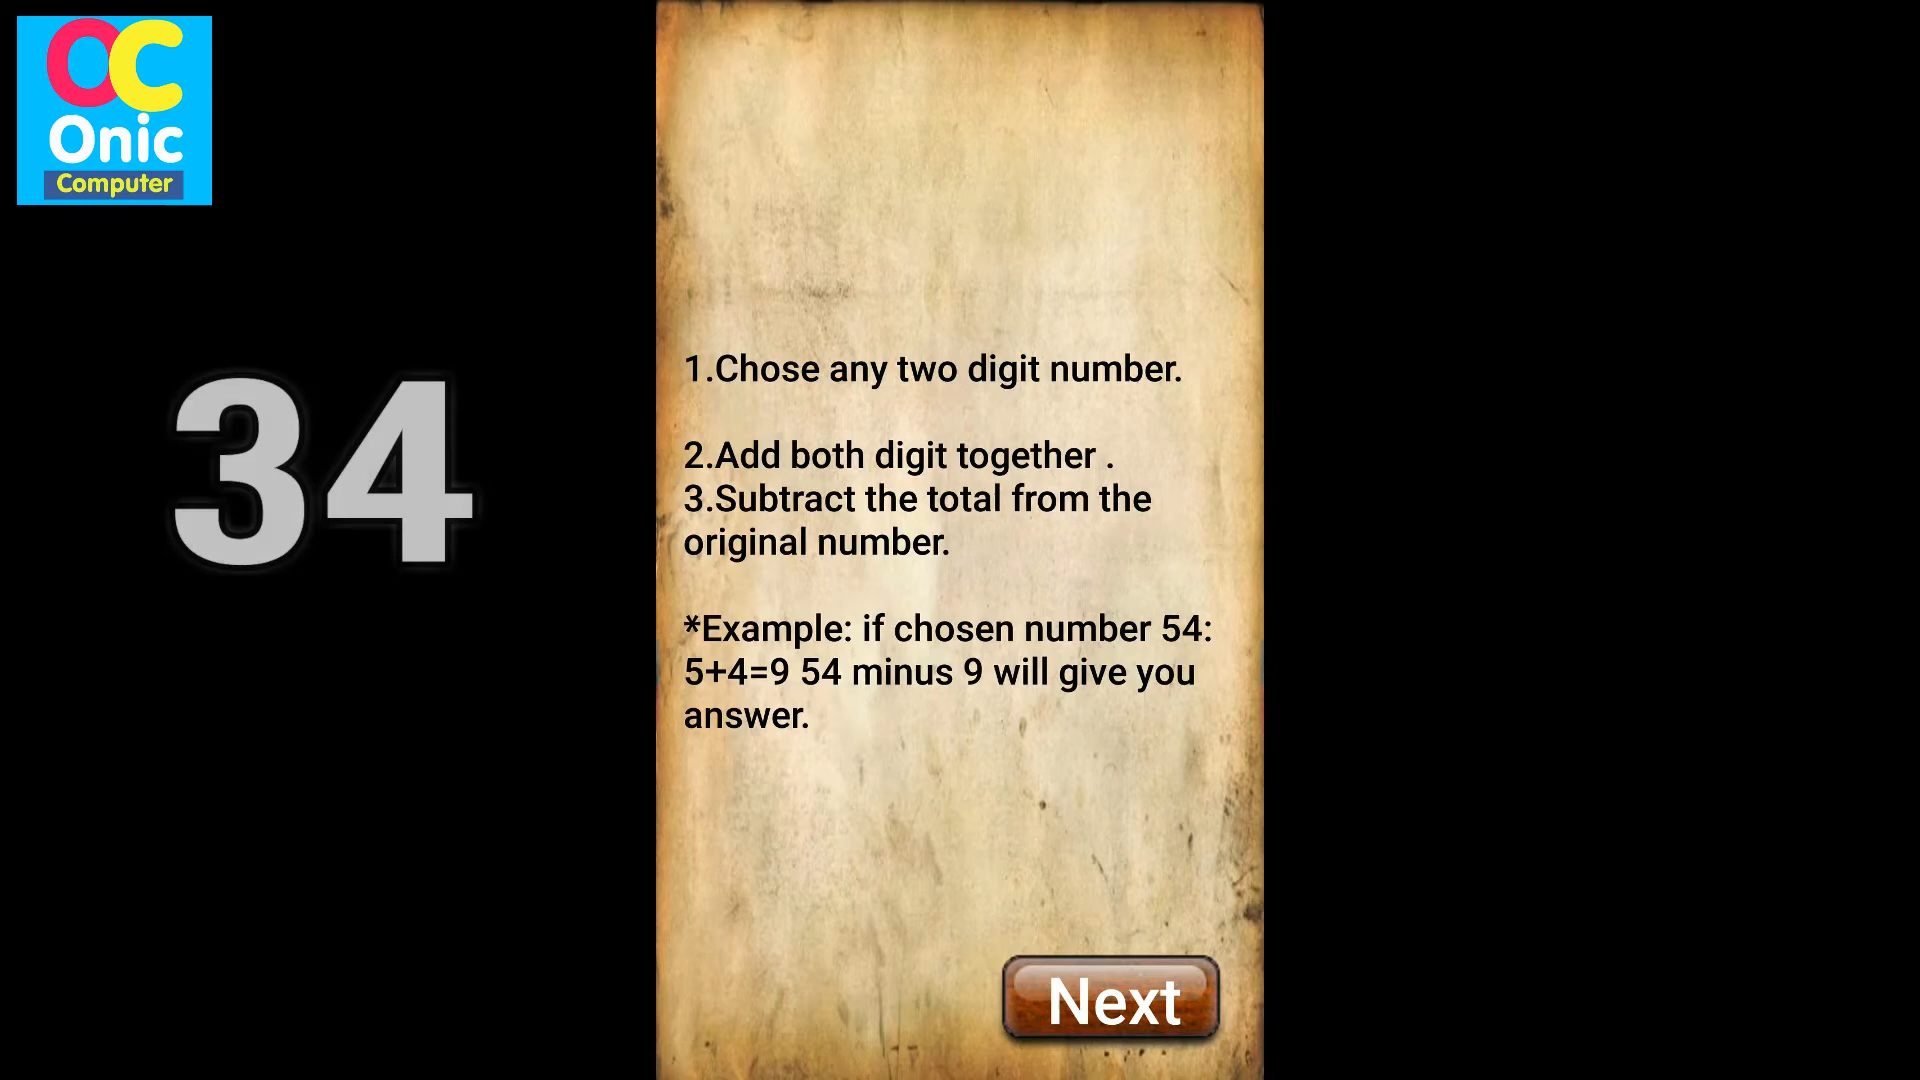 OC
Onic
Computer
34
1.Chose any two digit number.
2.Add both digit together .
3.Subtract the total from the
original number.
*Example: if chosen number 54:
5+4=9 54 minus 9 will give you
answer.
Next